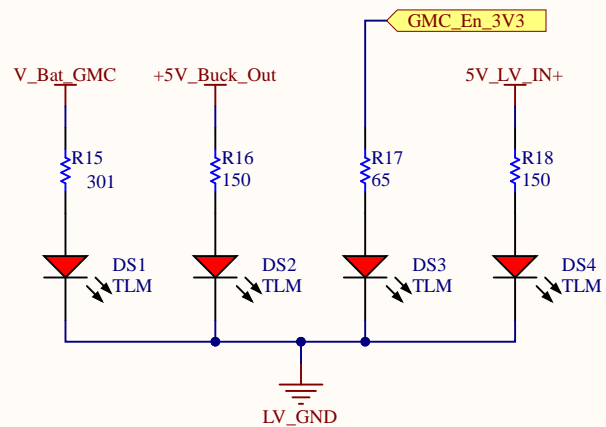 GMC_En_3V3
V_Bat_GMC
+5V_Buck_Out
5V_LV_IN+
R15
301
R16
150
R17
65
R18
150
DS1
TLM
DS2
TLM
DS3
TLM
DS4
TLM
LV_GND